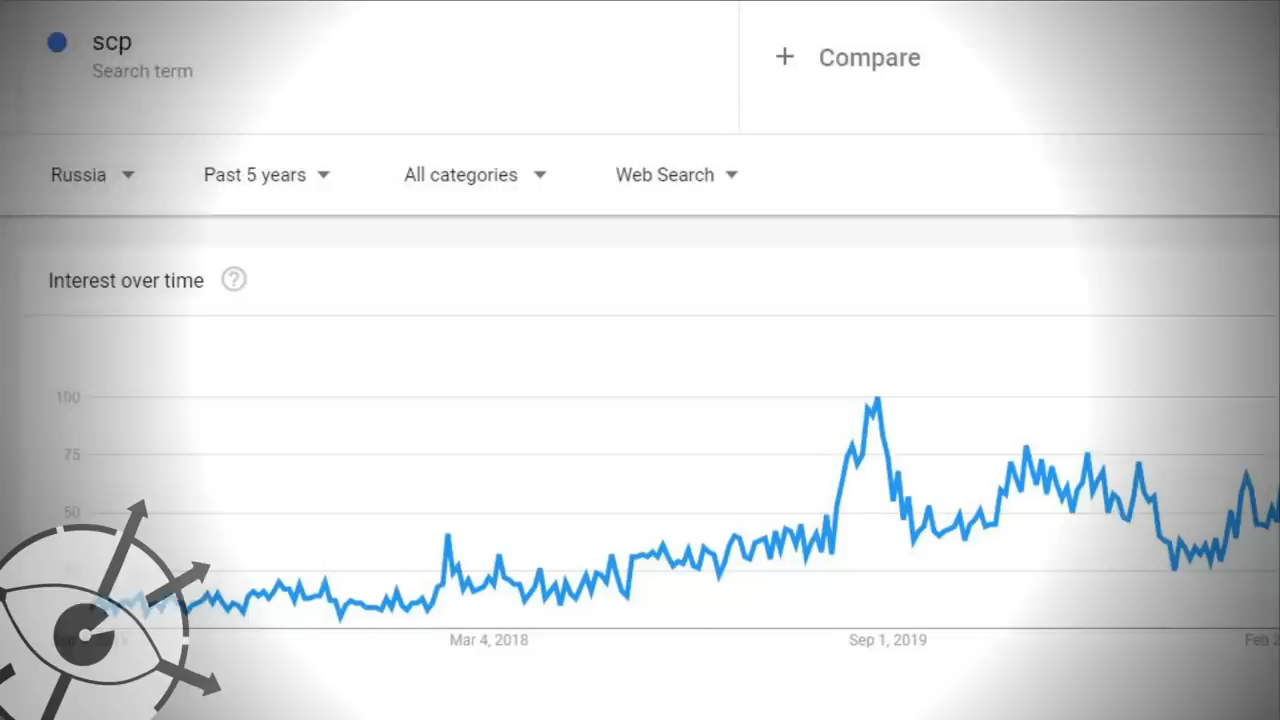 scp
Search term
+ Compare
Russia
Past 5 years
All categories
Web Search
Interest over time
?
100
75
50
Mar 4, 2018
Sep 1, 2019
Feb